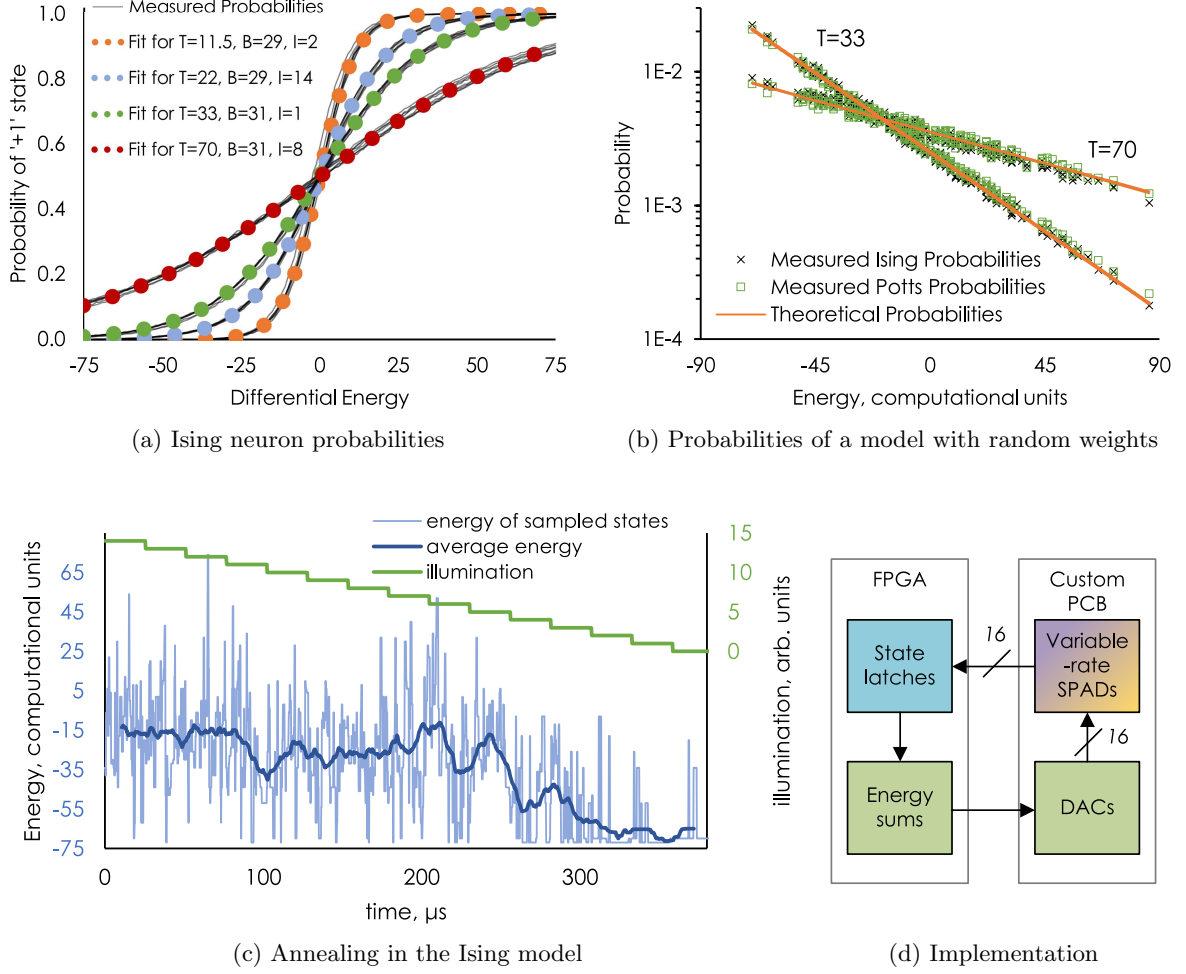 Measured Probabilities
Fit for T=11.5, B=29, I=2
Fit for T=22, B=29, I=14
Fit for T=33, B=31, I=1
Fit for T=70, B=31, I=8
Probability of '+1' state
1.0
0.8
0.6
0.4
0.2
0.0
-75
-50
-25
0
25
50
75
Differential Energy
(a) Ising neuron probabilities
Probability
1E-2
1E-3
1E-4
T=33
T=70
Measured Ising Probabilities
Measured Potts Probabilities
Theoretical Probabilities
-90
-45
0
45
90
Energy, computational units
(b) Probabilities of a model with random weights
energy of sampled states
average energy
illumination
Energy, computational units
65
45
25
5
-15
-35
-55
-75
15
10
5
0
illumination, arb. units
0
100
200
300
time, μs
(c) Annealing in the Ising model
FPGA
Custom
PCB
State
latches
16
Variable
-rate
SPADs
16
Energy
sums
DACs
(d) Implementation